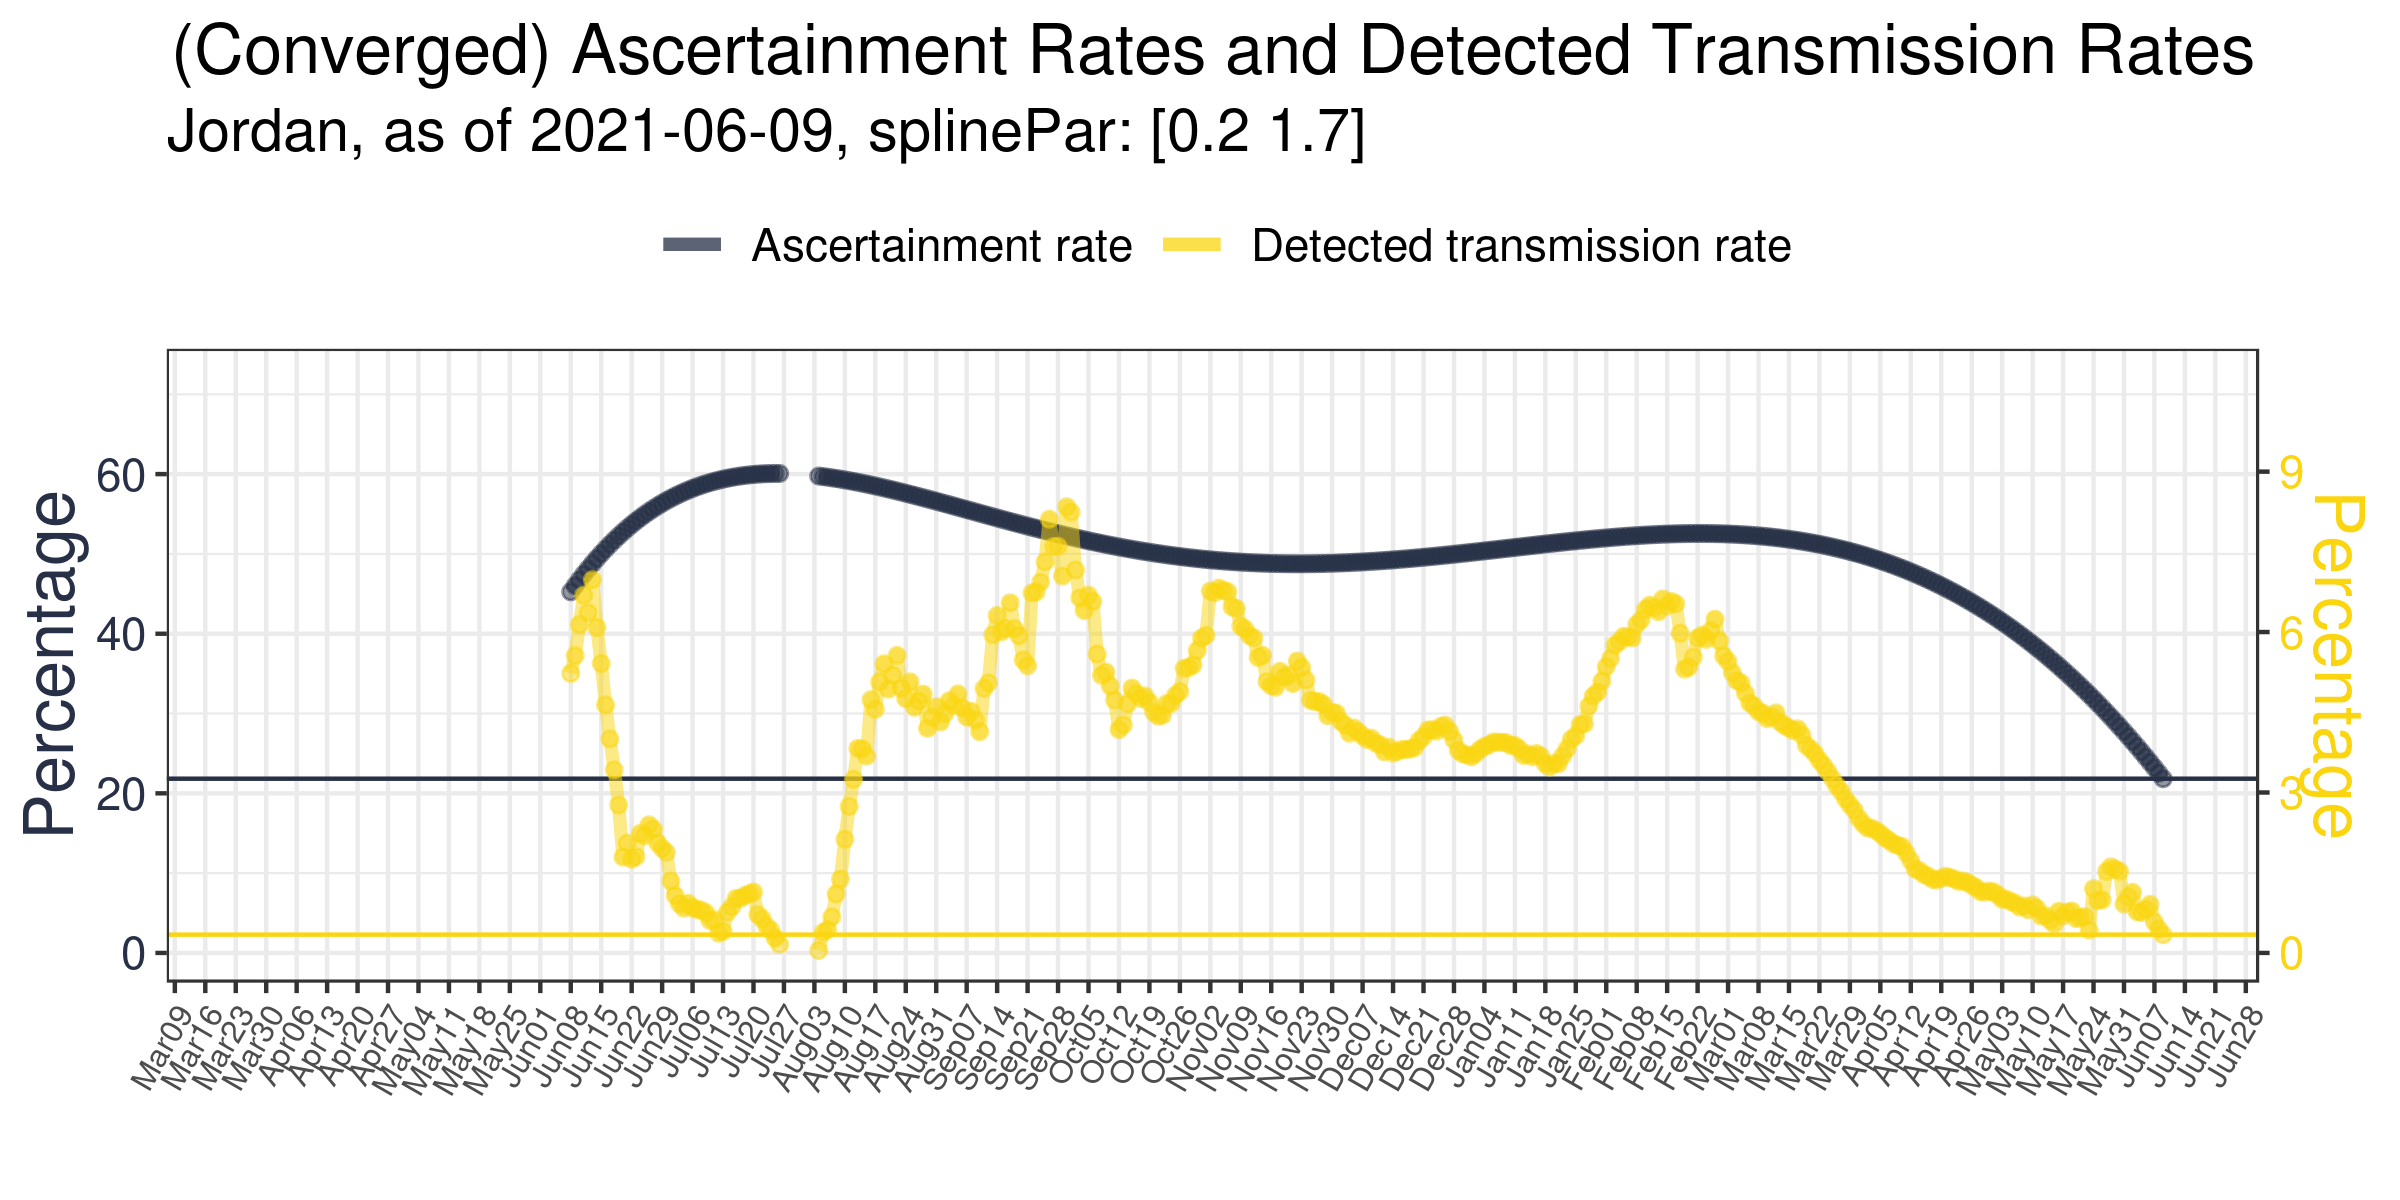 (Converged) Ascertainment Rates and Detected Transmission Rates
Jordan, as of 2021-06-09, splinePar: [0.2 1.7]
Ascertainment rate Detected transmission rate
Percentage
60
40
20
0
9
6
3
0
Percentage
Mar09 Mar16 Mar23 Mar30 Apr06 Apr13 Apr20 Apr27 May04 May11 May18 May25 Jun01 Jun08 Jun15 Jun22 Jun29 Jul06 Jul13 Jul20 Jul27 Aug03 Aug10 Aug17 Aug24 Aug31 Sep07 Sep14 Sep21 Sep28 Oct05 Oct12 Oct19 Oct26 Nov02 Nov09 Nov16 Nov23 Nov30 Dec07 Dec14 Dec21 Dec28 Jan04 Jan11 Jan18 Jan25 Feb01 Feb08 Feb15 Feb22 Mar01 Mar08 Mar15 Mar22 Mar29 Apr05 Apr12 Apr19 Apr26 May03 May10 May17 May24 May31 Jun07 Jun14 Jun21 Jun28